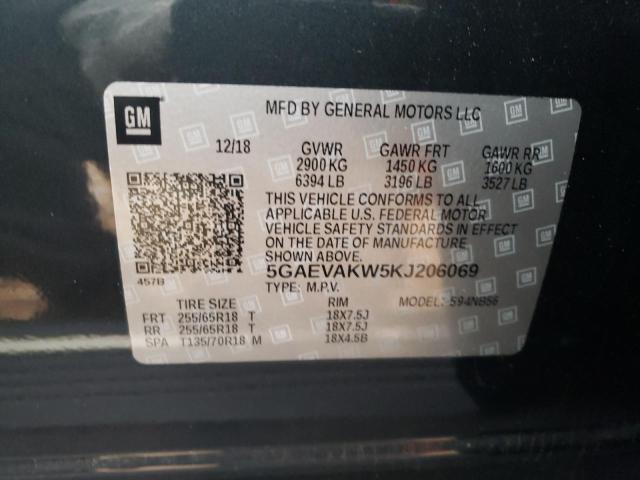 GM
MFD BY GENERAL MOTORS LLC
12/18 GVWR GAWR FRT GAWR RR
2900 KG 1450 KG 1600 KG
6394 LB 3196 LB 3527 LB
THIS VEHICLE CONFORMS TO ALL
APPLICABLE U.S. FEDERAL MOTOR
VEHICLE SAFETY STANDARDS IN EFFECT
ON THE DATE OF MANUFACTURE
SHOWN ABOVE.
5GAEVAKW5KJ206069
457B
TYPE: M.P.V. MODEL: 594NB56
TIRE SIZE RIM
FRT 255/65R18 T 18X7.5J
RR 255/65R18 T 18X7.5J
SPA T135/70R18 M 18X4.5B